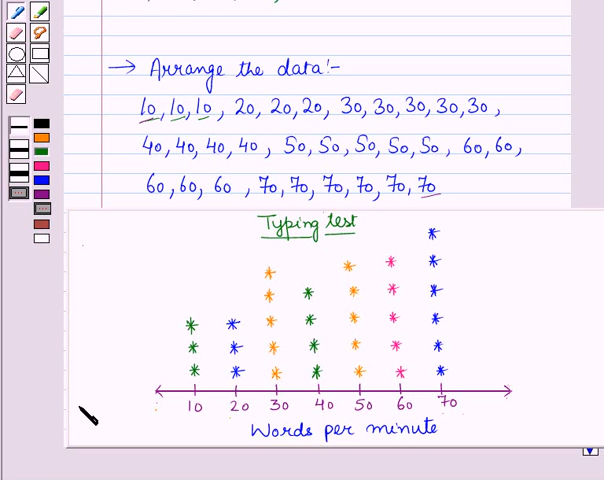 → Arrange the data:-
10, 10, 10, 20, 20, 20, 30, 30, 30, 30, 30,
40, 40, 40, 40, 50, 50, 50, 50, 50, 60, 60,
60, 60, 60, 70, 70, 70, 70, 70, 70
Typing test
10 20 30 40 50 60 70
Words per minute